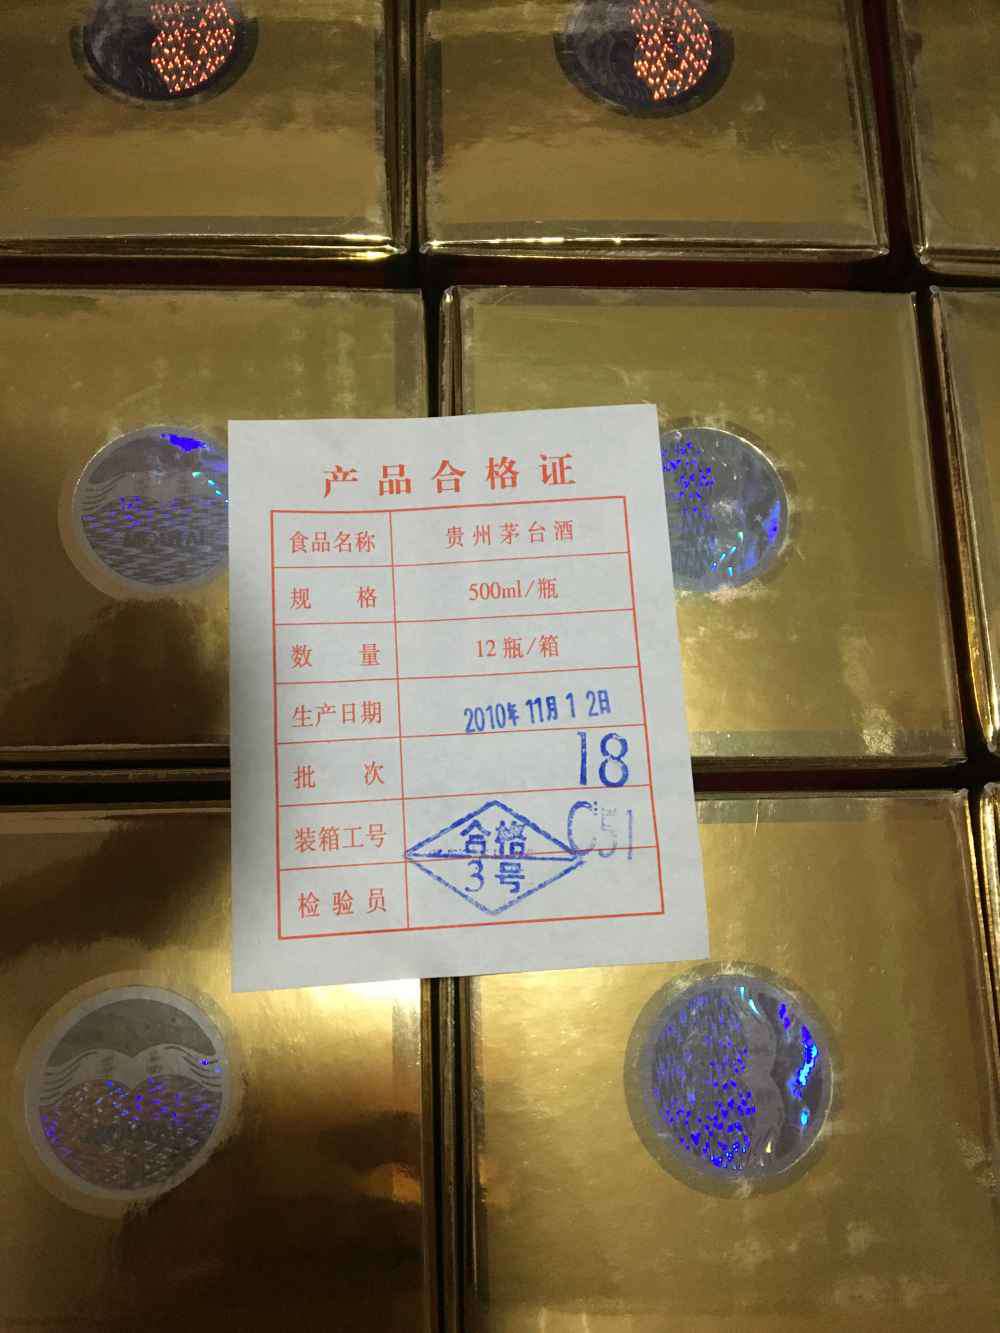 产品合格证
食品名称 贵州茅台酒
规格 500ml/瓶
数量 12瓶/箱
生产日期 2010年11月12日
批次 18
装箱工号 C51
检验员 合格
3号
MOUTAI